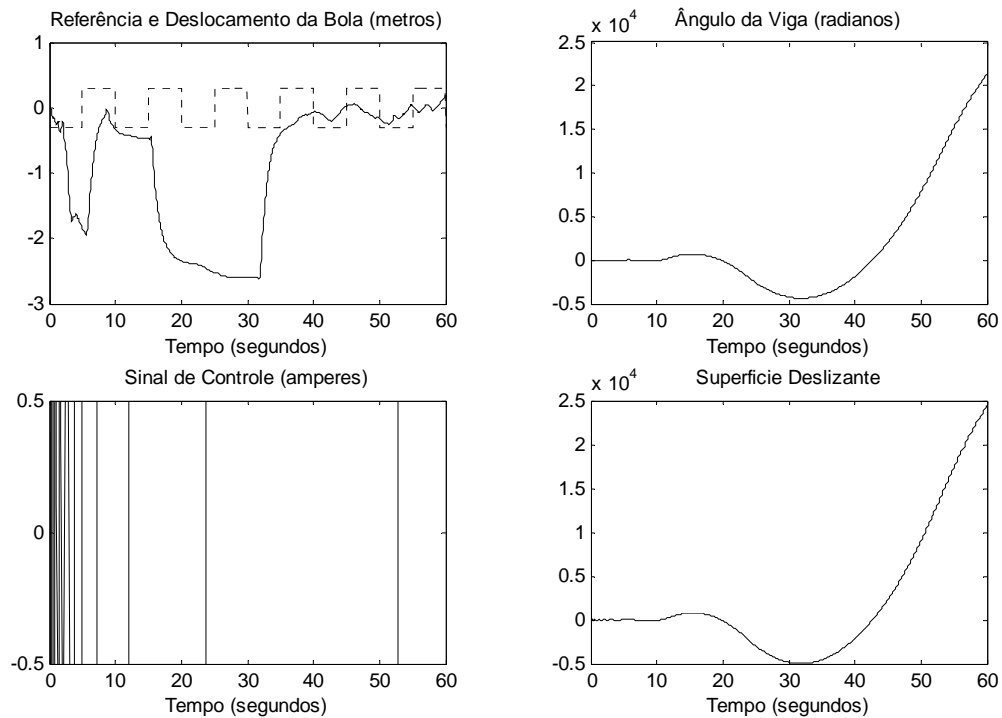 Referência e Deslocamento da Bola (metros)
1
0
-1
-2
-3
0 10 20 30 40 50 60
Tempo (segundos)
Ângulo da Viga (radianos)
x 10^4
2.5
2
1.5
1
0.5
0
-0.5
0 10 20 30 40 50 60
Tempo (segundos)
Sinal de Controle (amperes)
0.5
0
-0.5
0 10 20 30 40 50 60
Tempo (segundos)
Superficie Deslizante
x 10^4
2.5
2
1.5
1
0.5
0
-0.5
0 10 20 30 40 50 60
Tempo (segundos)